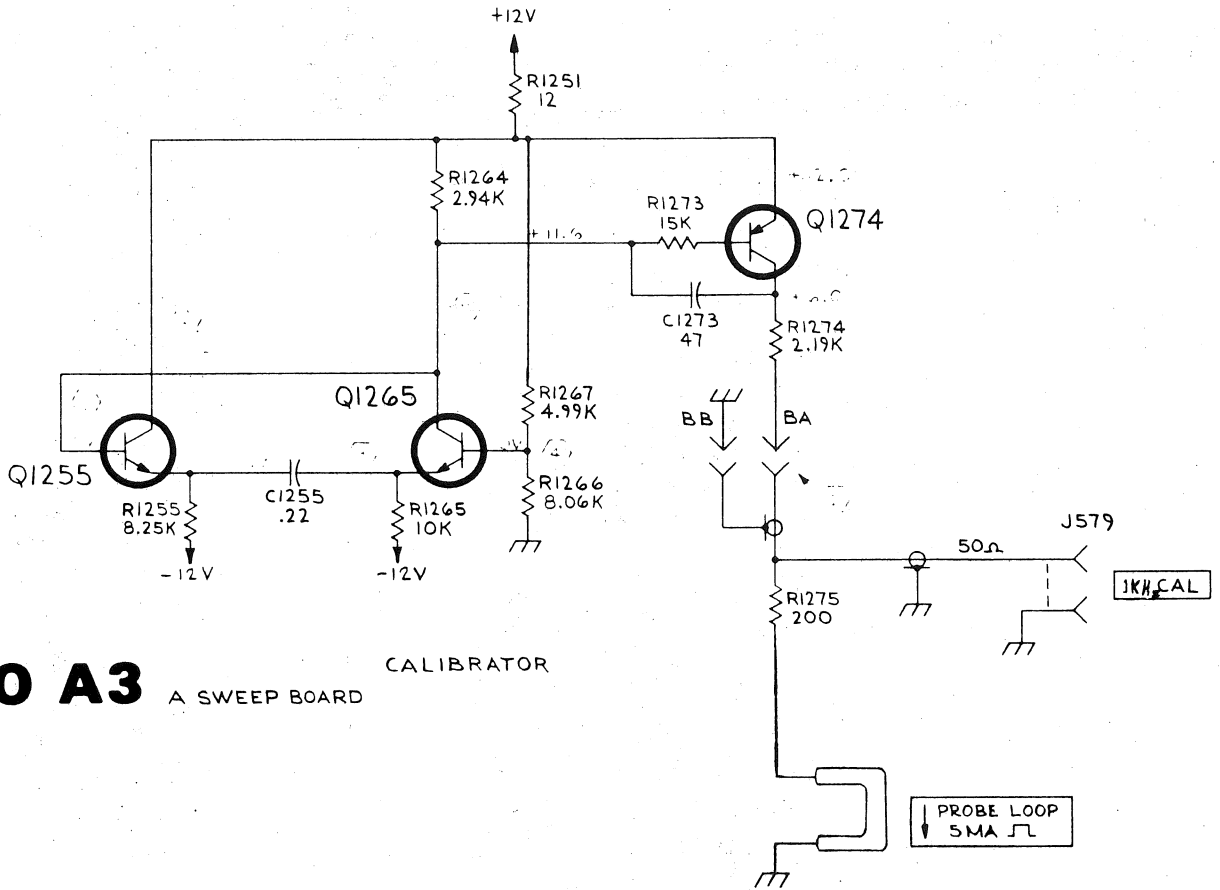 +12V
R1251
12
R1264
2.94K
R1273
15K
Q1274
+11.6
C1273
47
R1274
2.19K
Q1265
R1267
4.99K
BB
BA
Q1255
R1255
8.25K
C1255
.22
R1265
10K
R1266
8.06K
-12V
-12V
J579
50Ω
1KHz CAL
R1275
200
CALIBRATOR
A3
A SWEEP BOARD
PROBE LOOP
5MA